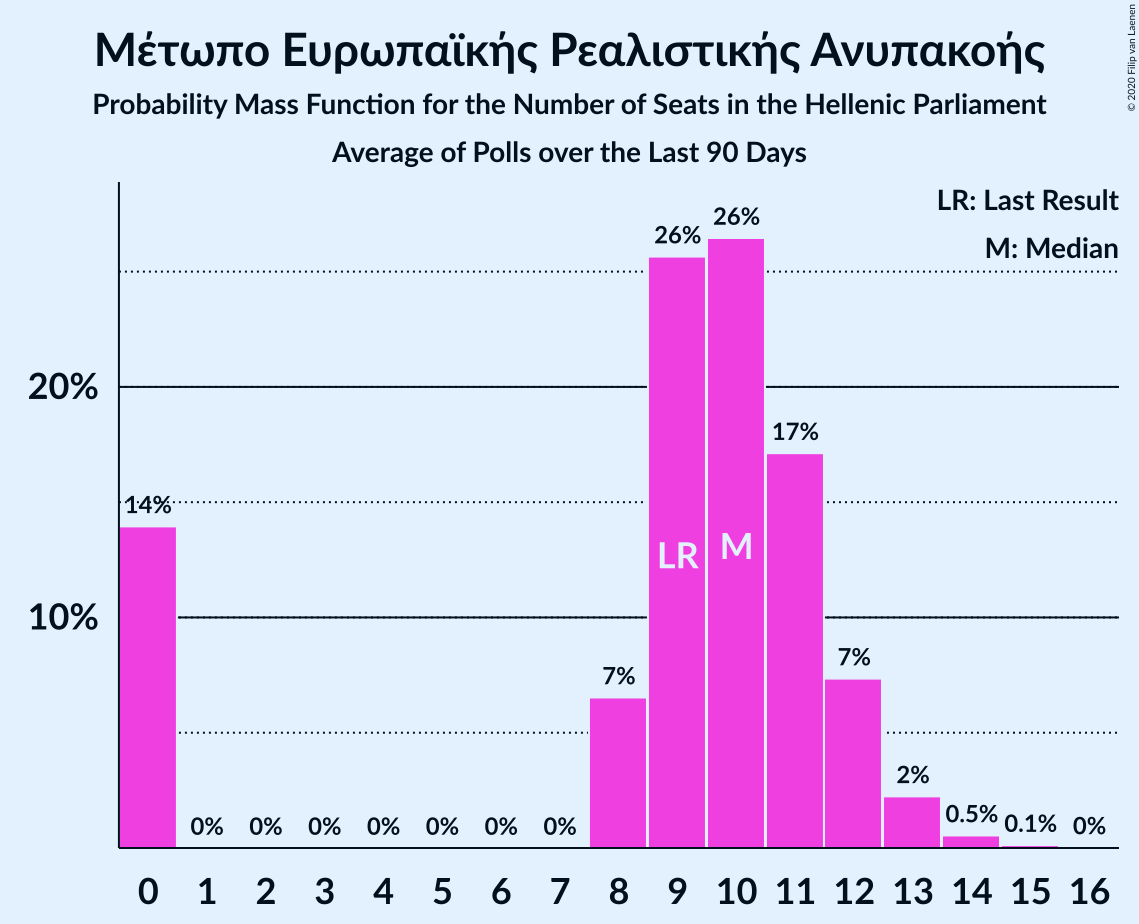 Μέτωπο Ευρωπαϊκής Ρεαλιστικής Ανυπακοής
Probability Mass Function for the Number of Seats in the Hellenic Parliament
Average of Polls over the Last 90 Days
© 2020 Filip van Laenen
LR: Last Result
M: Median
26% 26%
20%
17%
14%
LR M
10%
7% 7%
2%
0% 0% 0% 0% 0% 0% 0% 0.5% 0.1% 0%
0 1 2 3 4 5 6 7 8 9 10 11 12 13 14 15 16